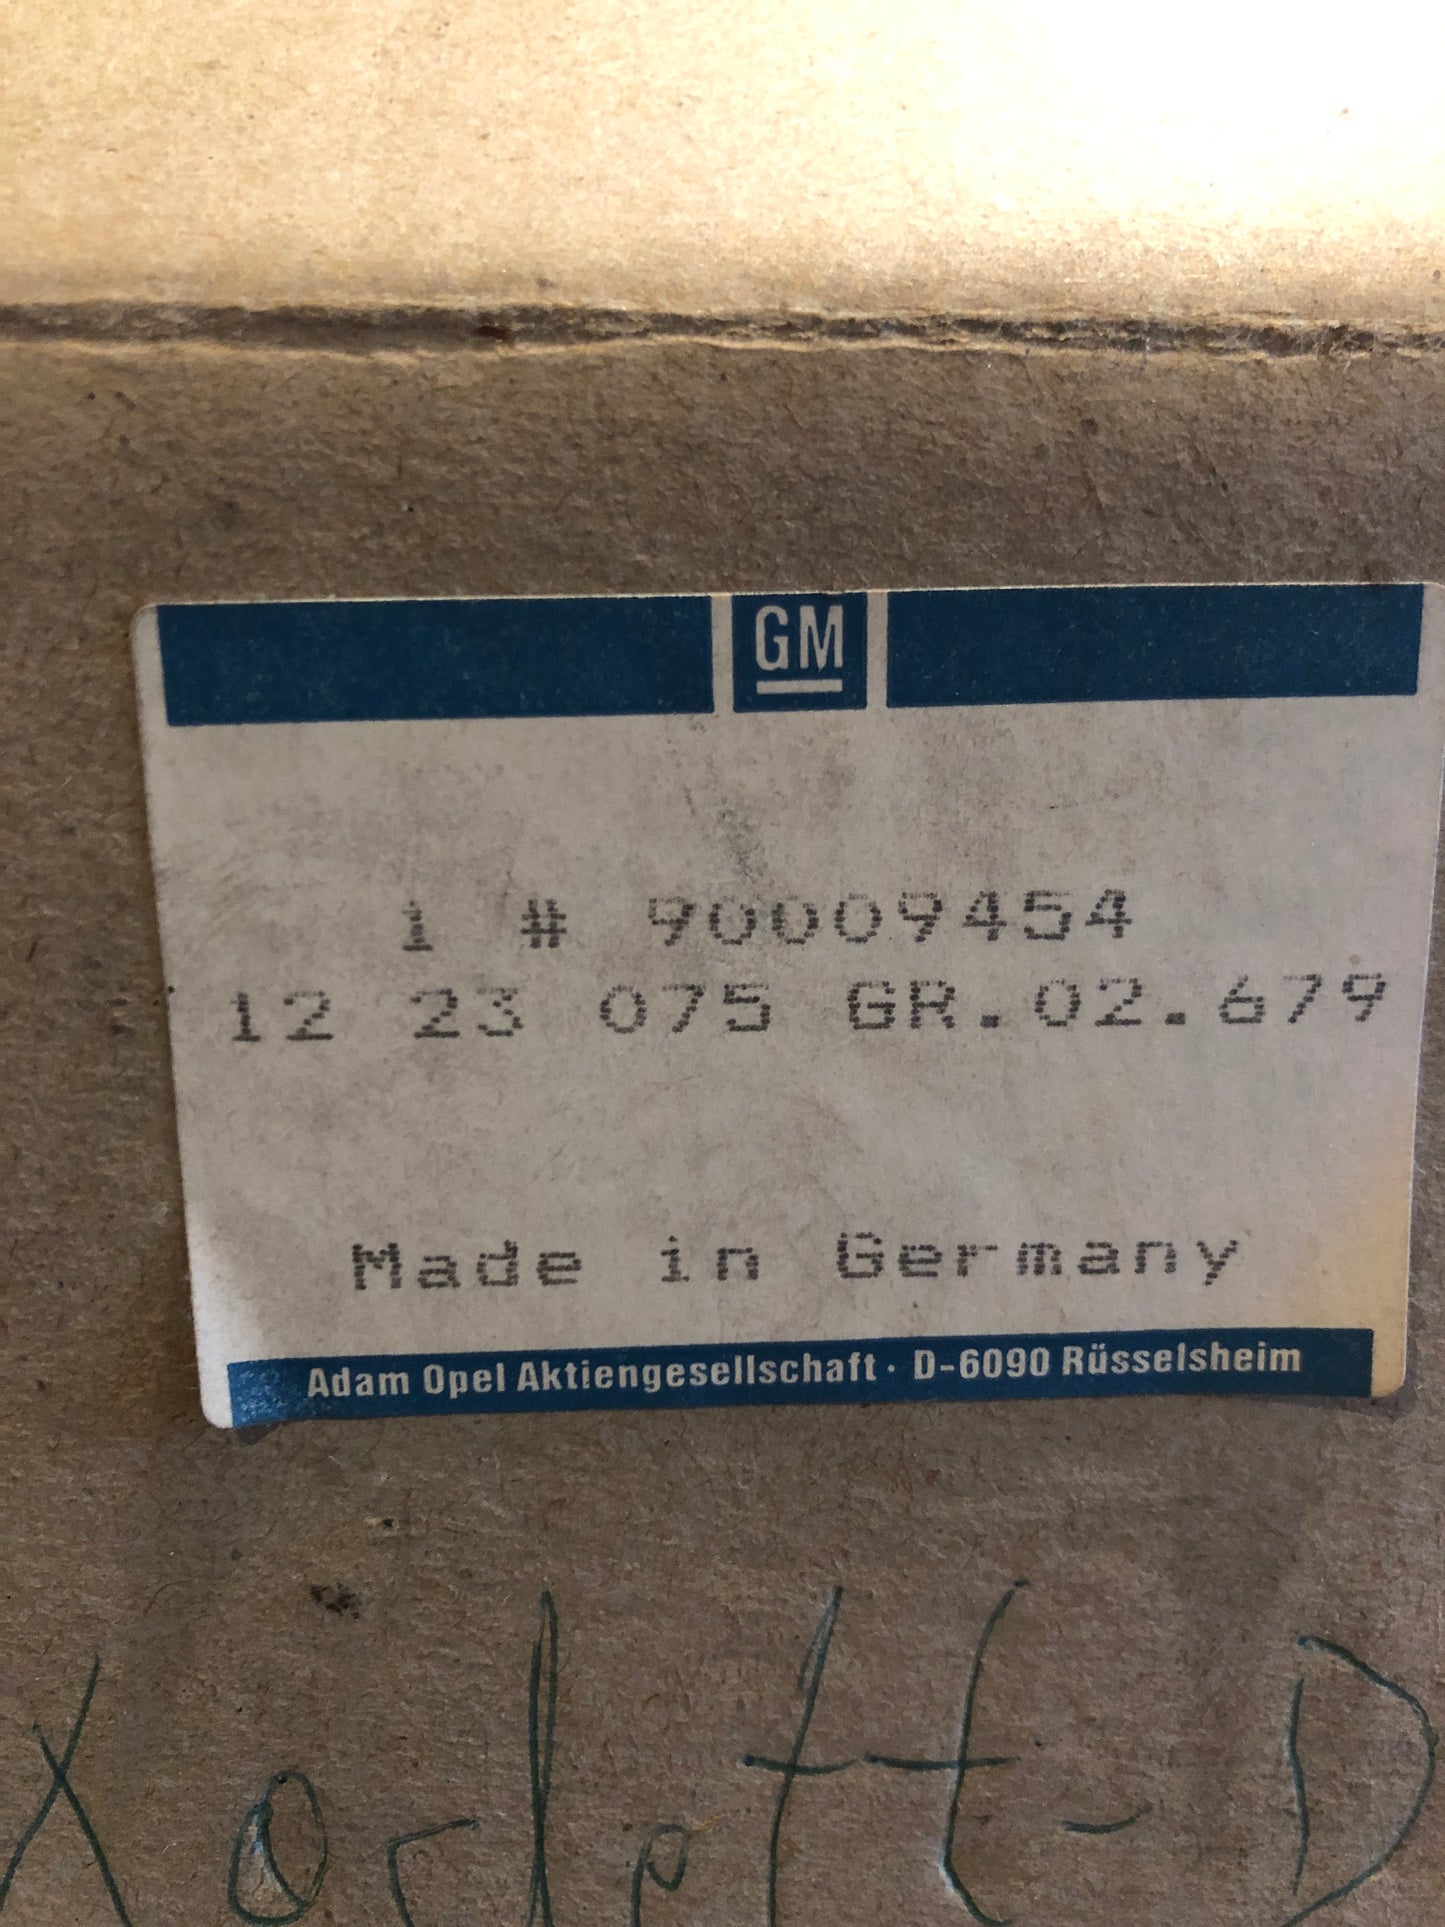 GM
1 # 90009454
12 23 075 GR.02.679
Made in Germany
Adam Opel Aktiengesellschaft · D-6090 Rüsselsheim